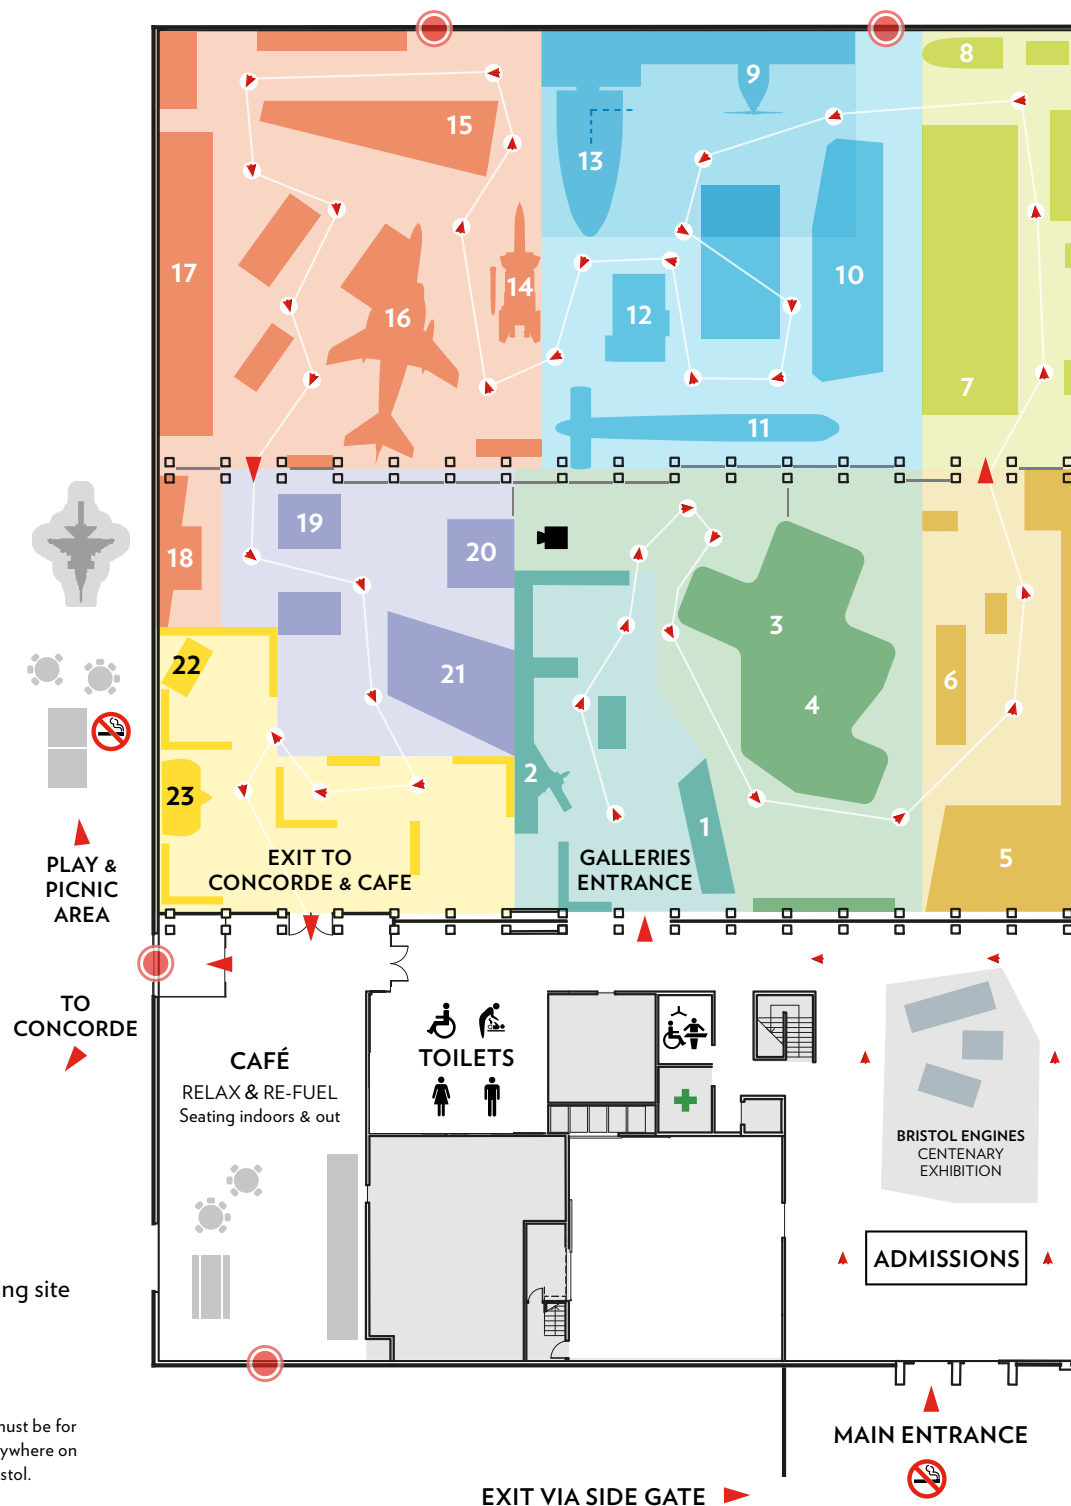 8
9
15
13
17
10
14
16
12
7
11
19
20
18
3
22
21
6
4
2
23
1
5
EXIT TO
CONCORDE & CAFE
GALLERIES
ENTRANCE
PLAY &
PICNIC
AREA
TO
CONCORDE
CAFÉ
RELAX & RE-FUEL
Seating indoors & out
TOILETS
BRISTOL ENGINES
CENTENARY
EXHIBITION
ADMISSIONS
ng site
must be for
ywhere on
stol.
MAIN ENTRANCE
EXIT VIA SIDE GATE